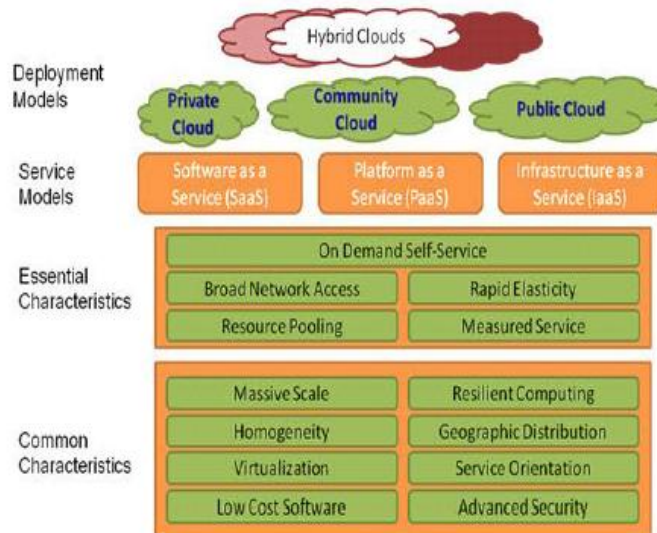 Hybrid Clouds
Deployment
Models
Private
Cloud
Community
Cloud
Public Cloud
Service
Models
Software as a
Service (SaaS)
Platform as a
Service (PaaS)
Infrastructure as a
Service (IaaS)
Essential
Characteristics
On Demand Self-Service
Broad Network Access
Rapid Elasticity
Resource Pooling
Measured Service
Common
Characteristics
Massive Scale
Resilient Computing
Homogeneity
Geographic Distribution
Virtualization
Service Orientation
Low Cost Software
Advanced Security